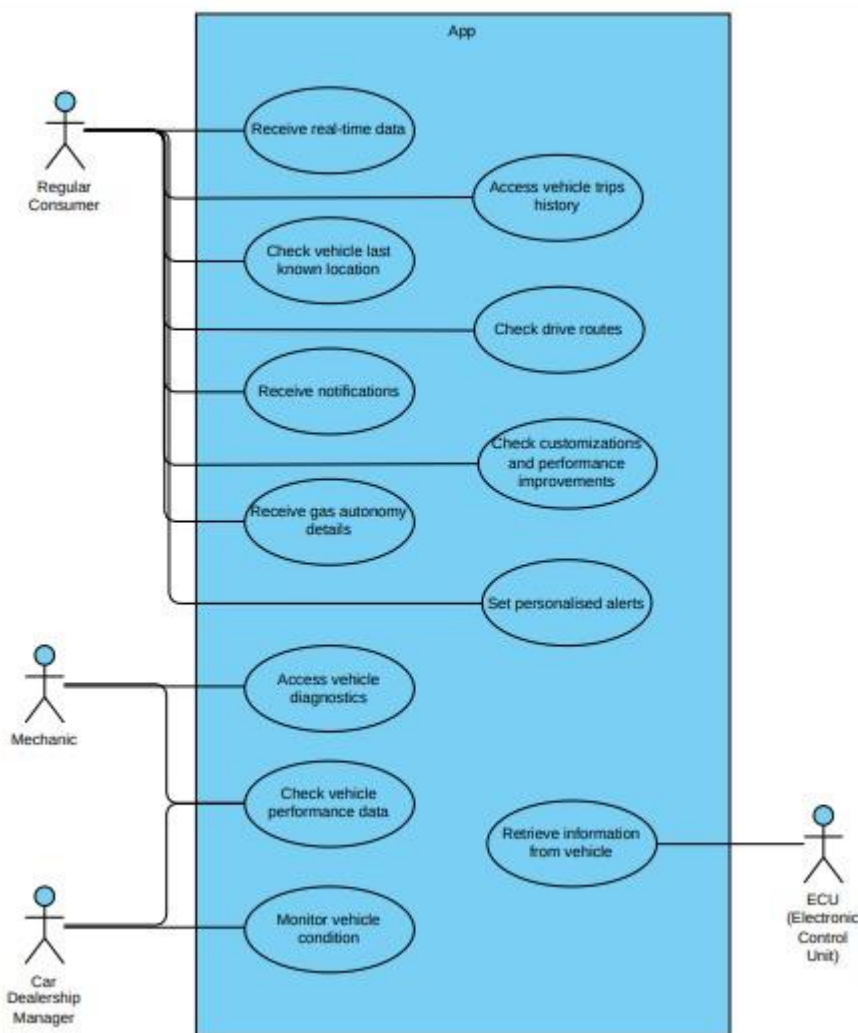 App
Receive real-time data
Regular
Consumer
Access vehicle trips
history
Check vehicle last
known location
Check drive routes
Receive notifications
Check customizations
and performance
improvements
Receive gas autonomy
details
Set personalised alerts
Access vehicle
diagnostics
Mechanic
Check vehicle
performance data
Retrieve information
from vehicle
ECU
(Electronic
Control
Unit)
Monitor vehicle
condition
Car
Dealership
Manager